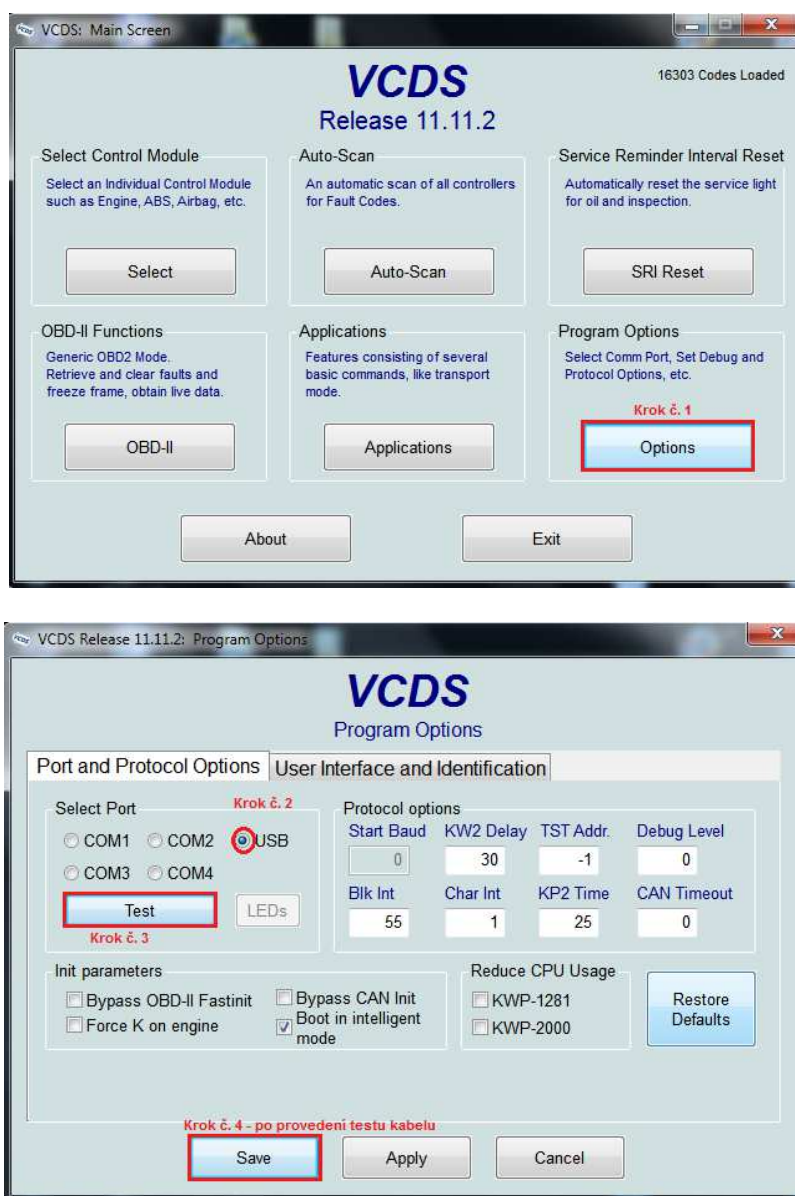 VCDS: Main Screen
VCDS
16303 Codes Loaded
Release 11.11.2
Select Control Module
Select an Individual Control Module
such as Engine, ABS, Airbag, etc.
Select
Auto-Scan
An automatic scan of all controllers
for Fault Codes.
Auto-Scan
Service Reminder Interval Reset
Automatically reset the service light
for oil and inspection.
SRI Reset
OBD-II Functions
Generic OBD2 Mode.
Retrieve and clear faults and
freeze frame, obtain live data.
OBD-II
Applications
Features consisting of several
basic commands, like transport
mode.
Applications
Program Options
Select Comm Port, Set Debug and
Protocol Options, etc.
Krok č. 1
Options
About
Exit
VCDS Release 11.11.2: Program Options
VCDS
Program Options
Port and Protocol Options
User Interface and Identification
Select Port
Krok č. 2
COM1 COM2 USB
COM3 COM4
Test
LEDs
Krok č. 3
Protocol options
Start Baud KW2 Delay TST Addr. Debug Level
0 30 -1 0
Blk Int Char Int KP2 Time CAN Timeout
55 1 25 0
Init parameters
Bypass OBD-II Fastinit
Force K on engine
Bypass CAN Init
Boot in intelligent
mode
Reduce CPU Usage
KWP-1281
KWP-2000
Restore
Defaults
Krok č. 4 - po provedení testu kabelu
Save
Apply
Cancel